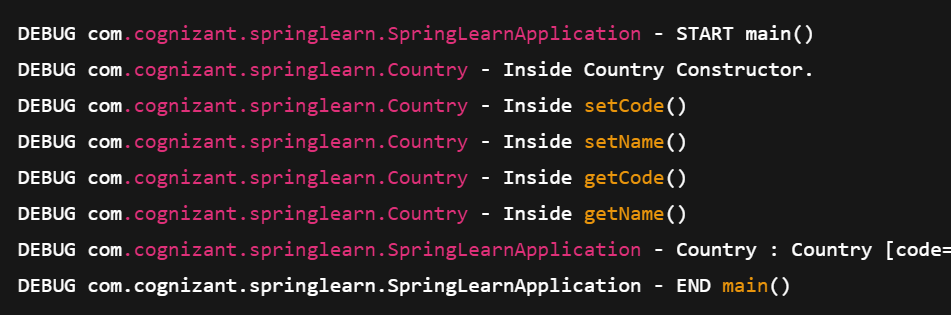 DEBUG com.cognizant.springlearn.SpringLearnApplication - START main()
DEBUG com.cognizant.springlearn.Country - Inside Country Constructor.
DEBUG com.cognizant.springlearn.Country - Inside setCode()
DEBUG com.cognizant.springlearn.Country - Inside setName()
DEBUG com.cognizant.springlearn.Country - Inside getCode()
DEBUG com.cognizant.springlearn.Country - Inside getName()
DEBUG com.cognizant.springlearn.SpringLearnApplication - Country : Country [code=
DEBUG com.cognizant.springlearn.SpringLearnApplication - END main()